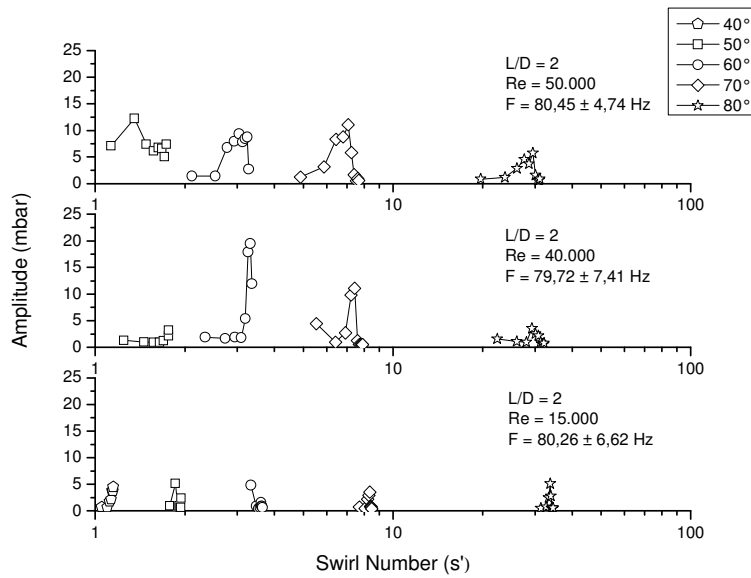 40°
50°
60°
70°
80°
25
20
15
10
5
0
L/D = 2
Re = 50.000
F = 80,45 ± 4,74 Hz
1
10
100
25
20
15
10
5
0
L/D = 2
Re = 40.000
F = 79,72 ± 7,41 Hz
1
10
100
25
20
15
10
5
0
L/D = 2
Re = 15.000
F = 80,26 ± 6,62 Hz
1
10
100
Amplitude (mbar)
Swirl Number (s')